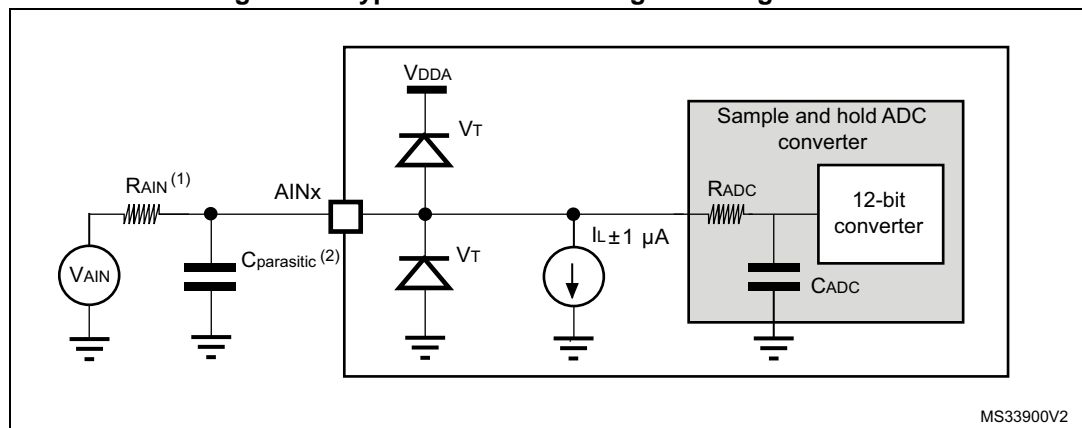 VDDA
VT
Sample and hold ADC
converter
RAIN (1)
AINx
RADC
12-bit
converter
IL ± 1 µA
VAIN
Cparasitic (2)
VT
CADC
MS33900V2